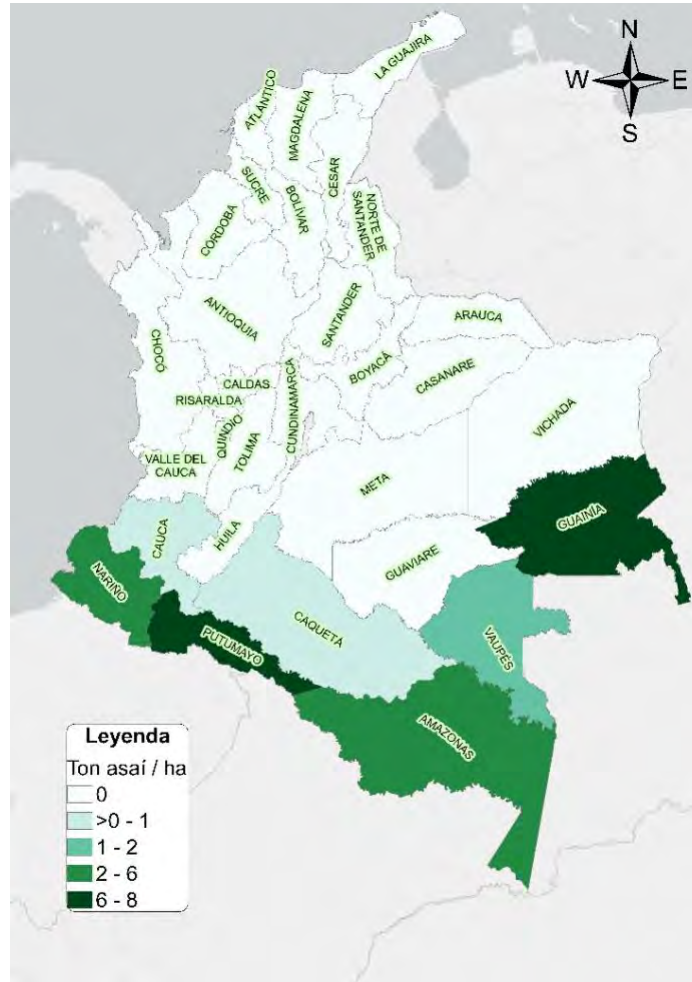 N
W E
S
LA GUAJIRA
ATLÁNTICO
MAGDALENA
CESAR
SUCRE
BOLÍVAR
NORTE DE
SANTANDER
CÓRDOBA
ANTIOQUIA
SANTANDER
ARAUCA
CHOCÓ
BOYACÁ
CASANARE
CALDAS
RISARALDA
CUNDINAMARCA
QUINDÍO
TOLIMA
VICHADA
VALLE DEL
CAUCA
META
GUAINÍA
HUILA
CAUCA
GUAVIARE
NARIÑO
CAQUETA
VAUPÉS
PUTUMAYO
AMAZONAS
Leyenda
Ton asaí / ha
0
>0 - 1
1 - 2
2 - 6
6 - 8